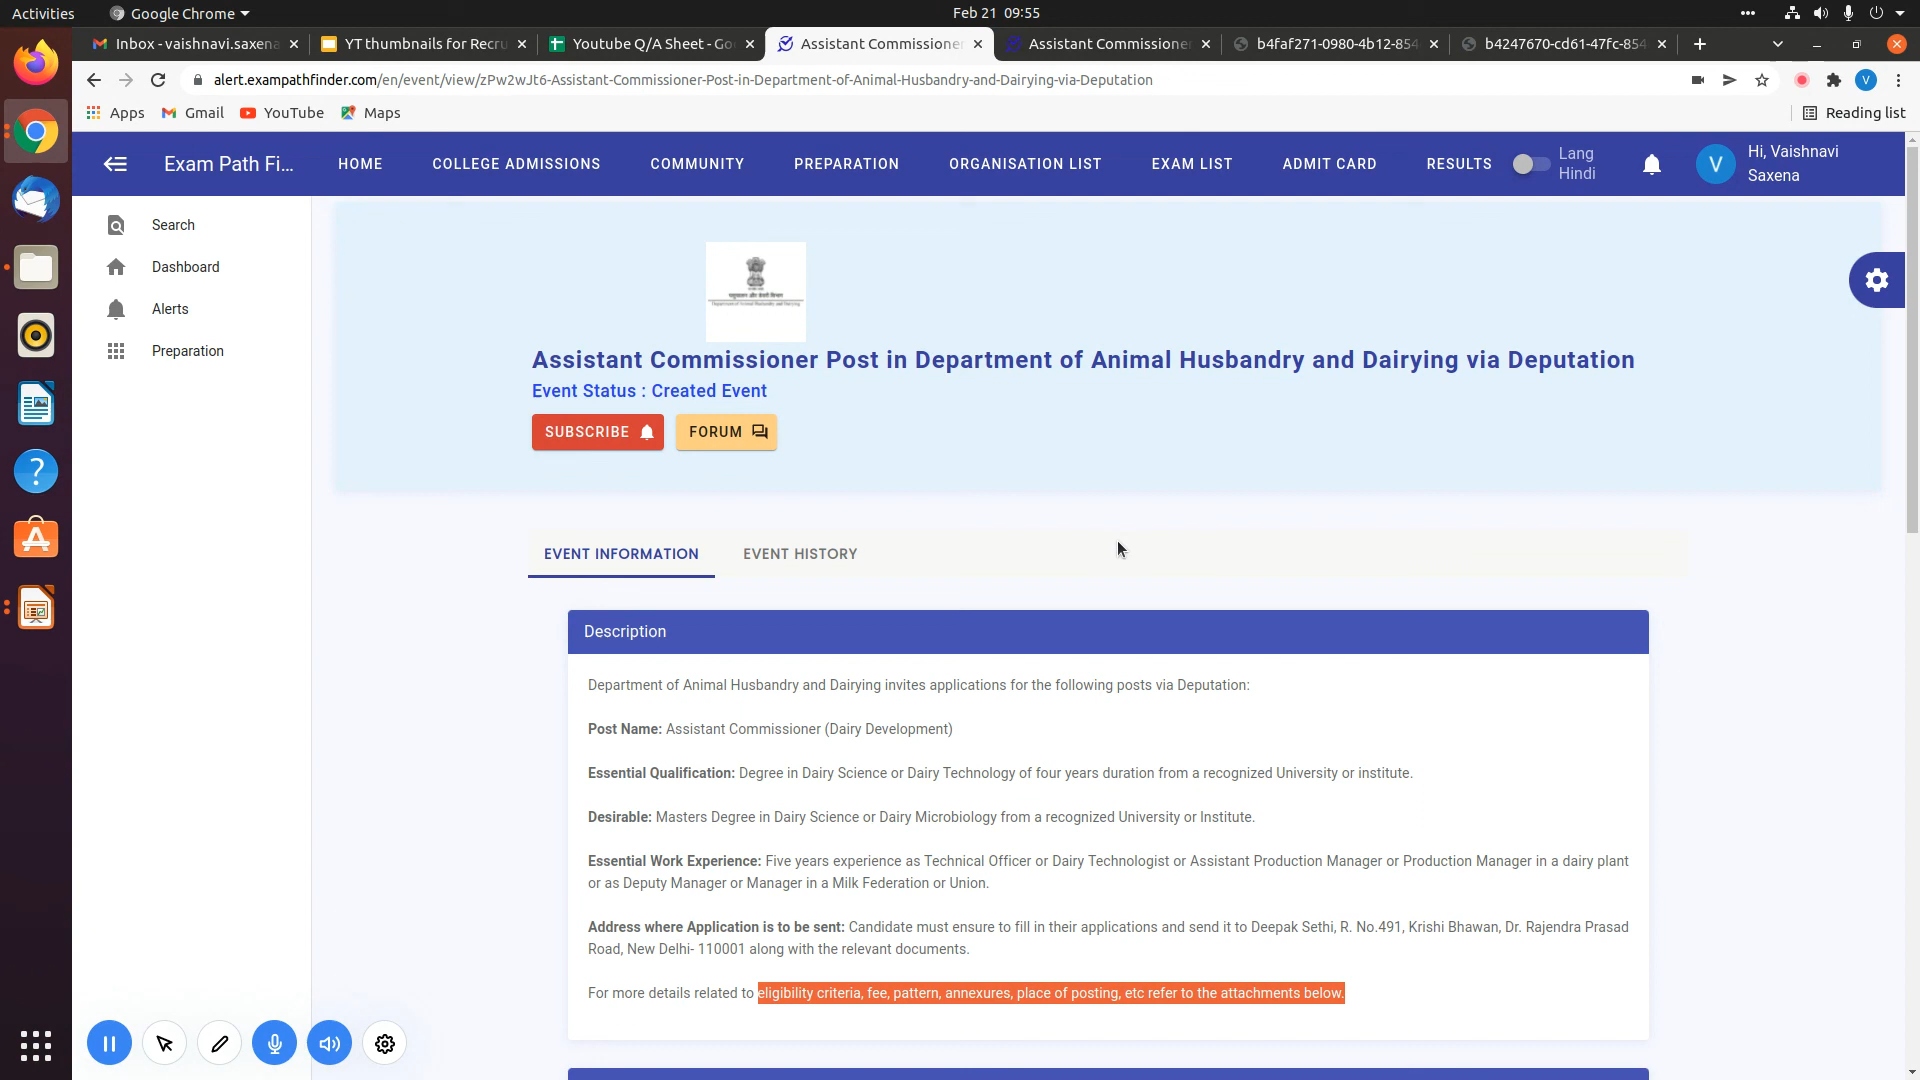 Activities
Google Chrome
Feb 21 09:55
Inbox - vaishnavi.saxena
YT thumbnails for Recru
Youtube Q/A Sheet - Go
Assistant Commissioner
Assistant Commissione
b4faf271-0980-4b12-854
b4247670-cd61-47fc-854
alert.exampathfinder.com/en/event/view/zPw2wJt6-Assistant-Commissioner-Post-in-Department-of-Animal-Husbandry-and-Dairying-via-Deputation
V
Apps
Gmail
YouTube
Maps
Reading list
Exam Path Fi...
HOME
COLLEGE ADMISSIONS
COMMUNITY
PREPARATION
ORGANISATION LIST
EXAM LIST
ADMIT CARD
RESULTS
Lang
Hindi
V
Hi, Vaishnavi
Saxena
Search
Dashboard
Alerts
Preparation
Assistant Commissioner Post in Department of Animal Husbandry and Dairying via Deputation
Event Status : Created Event
SUBSCRIBE
FORUM
EVENT INFORMATION
EVENT HISTORY
Description
Department of Animal Husbandry and Dairying invites applications for the following posts via Deputation:
Post Name: Assistant Commissioner (Dairy Development)
Essential Qualification: Degree in Dairy Science or Dairy Technology of four years duration from a recognized University or institute.
Desirable: Masters Degree in Dairy Science or Dairy Microbiology from a recognized University or Institute.
Essential Work Experience: Five years experience as Technical Officer or Dairy Technologist or Assistant Production Manager or Production Manager in a dairy plant
or as Deputy Manager or Manager in a Milk Federation or Union.
Address where Application is to be sent: Candidate must ensure to fill in their applications and send it to Deepak Sethi, R. No.491, Krishi Bhawan, Dr. Rajendra Prasad
Road, New Delhi- 110001 along with the relevant documents.
For more details related to eligibility criteria, fee, pattern, annexures, place of posting, etc refer to the attachments below.